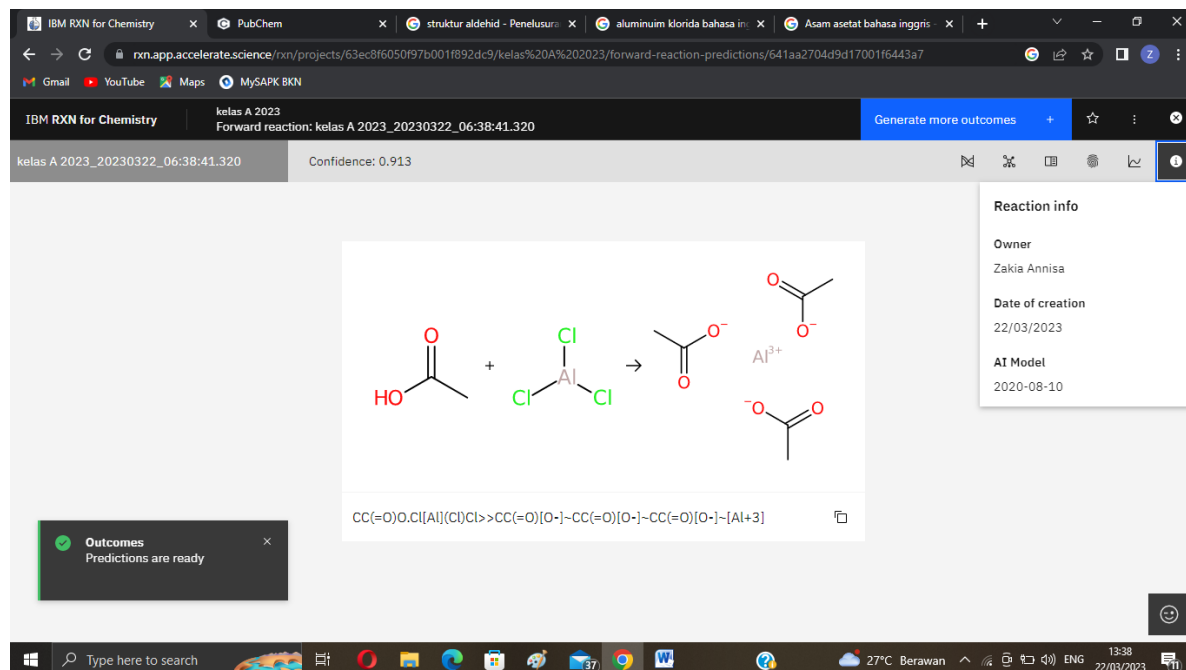 IBM RXN for Chemistry
PubChem
struktur aldehid - Penelusura
aluminuim klorida bahasa in
Asam asetat bahasa inggris -
rxn.app.accelerate.science/rxn/projects/63ec8f6050f97b001f892dc9/kelas%20A%202023/forward-reaction-predictions/641aa2704d9d17001f6443a7
Z
Gmail
YouTube
Maps
MySAPK BKN
IBM RXN for Chemistry
kelas A 2023
Forward reaction: kelas A 2023_20230322_06:38:41.320
Generate more outcomes +
kelas A 2023_20230322_06:38:41.320
Confidence: 0.913
Reaction info
Owner
Zakia Annisa
Date of creation
22/03/2023
AI Model
2020-08-10
O
HO
+
Cl
Al
Cl
Cl
→
O⁻
O
O
O⁻
Al³⁺
⁻O
O
CC(=O)O.Cl[Al](Cl)Cl>>CC(=O)[O-]~CC(=O)[O-]~CC(=O)[O-]~[Al+3]
Outcomes
Predictions are ready
Type here to search
37
27°C Berawan
ENG
13:38
22/03/2023
11